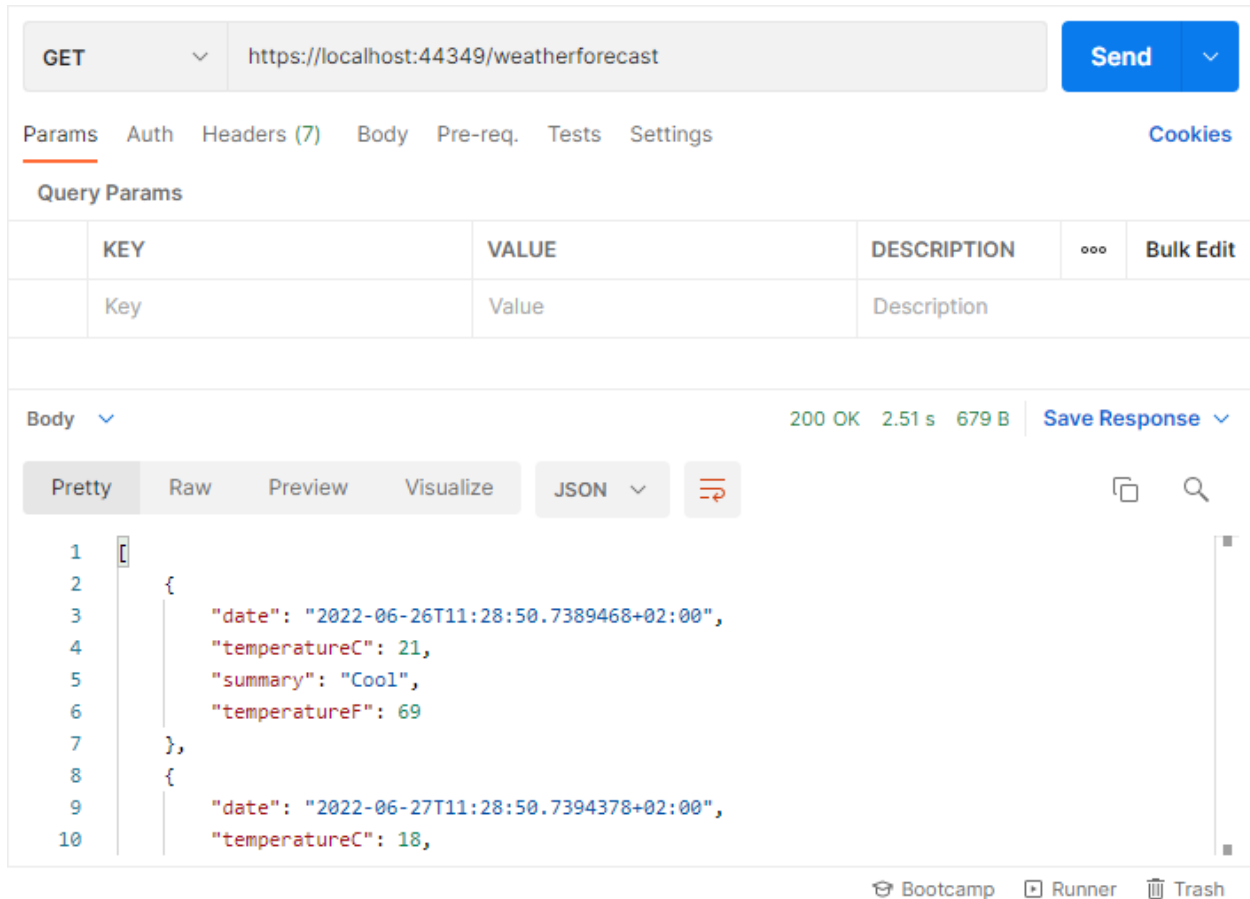 GET https://localhost:44349/weatherforecast Send
Params Auth Headers (7) Body Pre-req. Tests Settings Cookies
Query Params
KEY VALUE DESCRIPTION ooo Bulk Edit
Key Value Description
Body 200 OK 2.51 s 679 B Save Response
Pretty Raw Preview Visualize JSON
1 [
2 {
3 "date": "2022-06-26T11:28:50.7389468+02:00",
4 "temperatureC": 21,
5 "summary": "Cool",
6 "temperatureF": 69
7 },
8 {
9 "date": "2022-06-27T11:28:50.7394378+02:00",
10 "temperatureC": 18,
Bootcamp Runner Trash